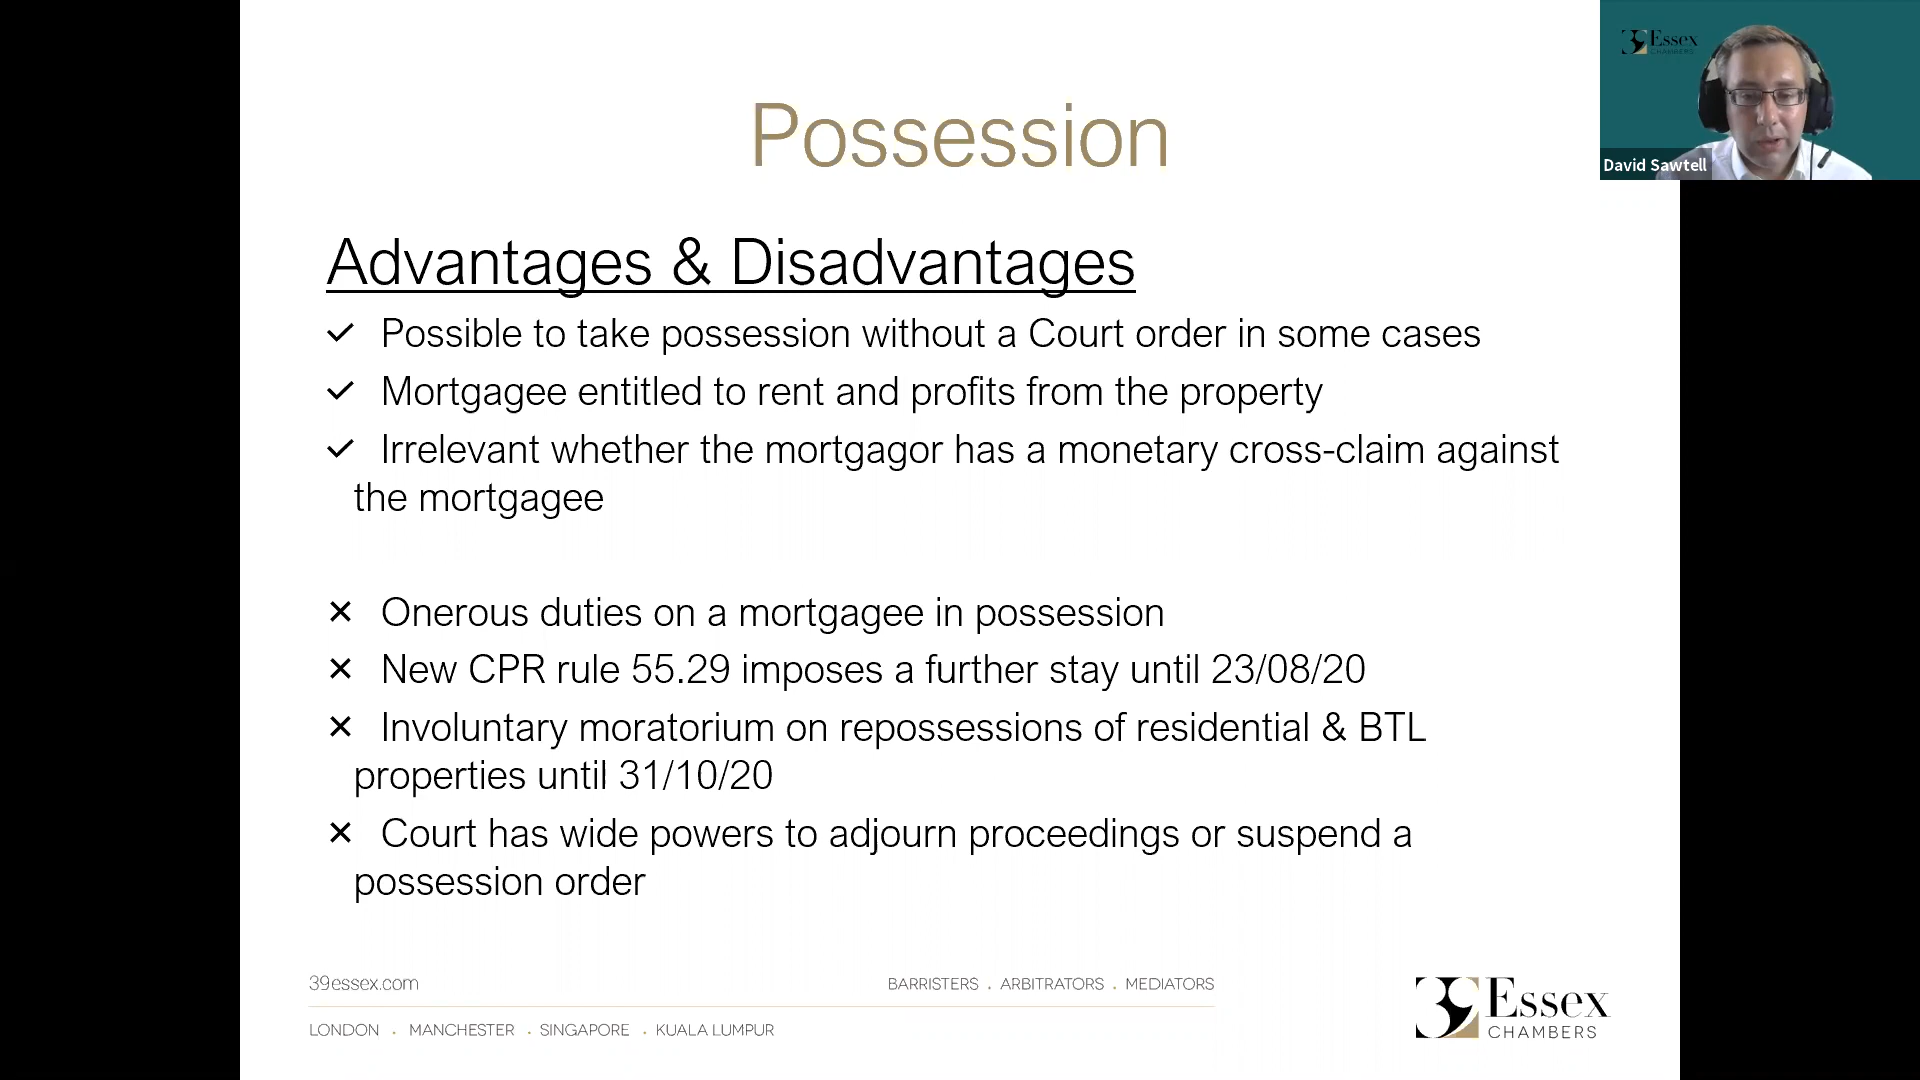 Possession
Advantages & Disadvantages
✓ Possible to take possession without a Court order in some cases
✓ Mortgagee entitled to rent and profits from the property
✓ Irrelevant whether the mortgagor has a monetary cross-claim against
the mortgagee
✕ Onerous duties on a mortgagee in possession
✕ New CPR rule 55.29 imposes a further stay until 23/08/20
✕ Involuntary moratorium on repossessions of residential & BTL
properties until 31/10/20
✕ Court has wide powers to adjourn proceedings or suspend a
possession order
39essex.com
BARRISTERS . ARBITRATORS . MEDIATORS
LONDON . MANCHESTER . SINGAPORE . KUALA LUMPUR
39 Essex
CHAMBERS
39 Essex
CHAMBERS
David Sawtell